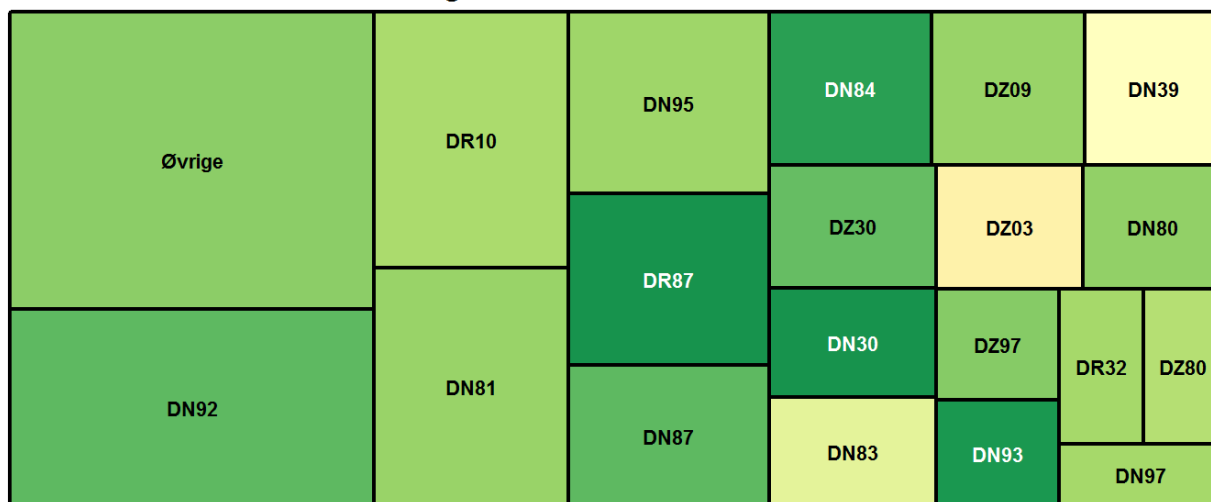 Øvrige
DN92
DR10
DN81
DN95
DR87
DN87
DN84
DZ09
DN39
DZ30
DZ03
DN80
DN30
DN83
DZ97
DN93
DR32
DZ80
DN97